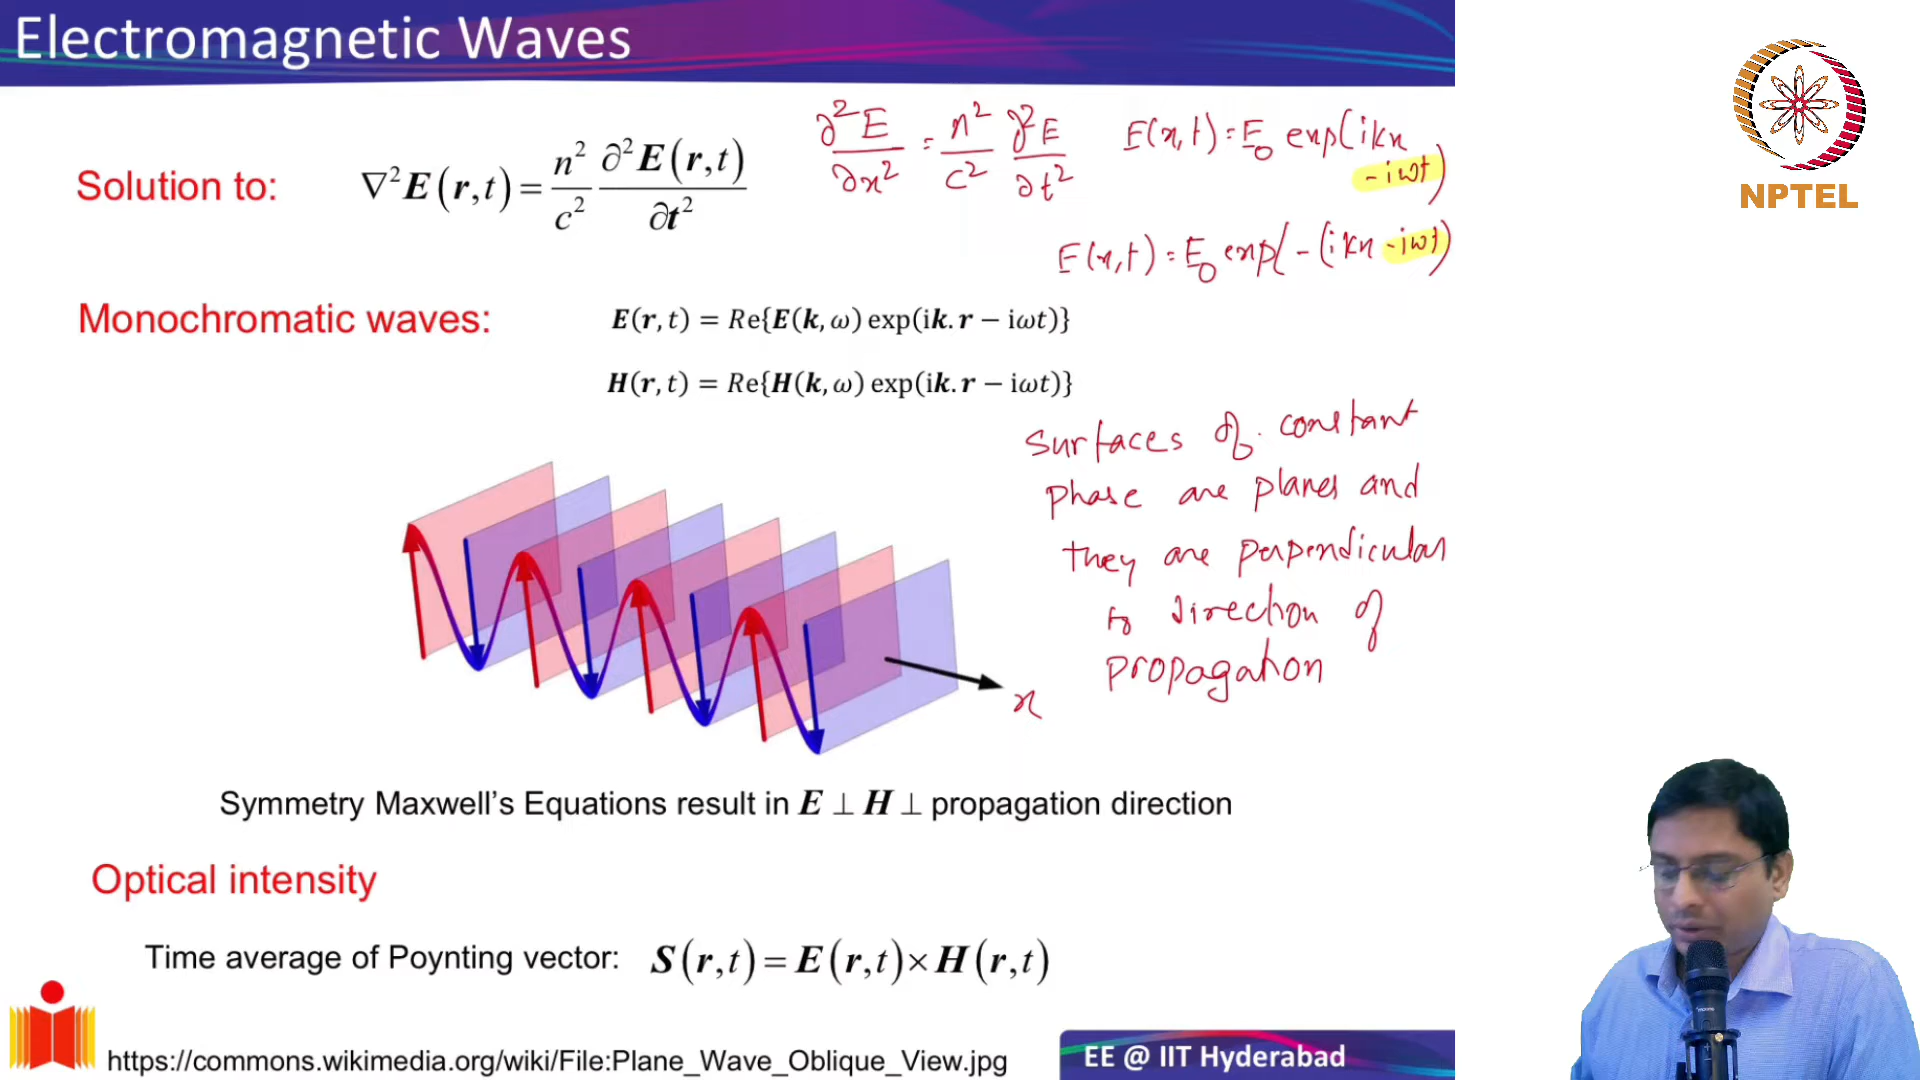 Electromagnetic Waves
Solution to: ∇²E(r,t) = n²/c² ∂²E(r,t)/∂t²
∂²E/∂x² = n²/c² ∂²E/∂t²
E(x,t) = E₀ exp(ikx
-iωt)
E(x,t) = E₀ exp(-(ikx -iωt)
NPTEL
Monochromatic waves: E(r,t) = Re{E(k,ω) exp(ik.r − iωt)}
H(r,t) = Re{H(k,ω) exp(ik.r − iωt)}
Surfaces of constant
phase are planes and
they are perpendicular
to direction of
propagation
x
Symmetry Maxwell's Equations result in E ⊥ H ⊥ propagation direction
Optical intensity
Time average of Poynting vector: S(r,t) = E(r,t)×H(r,t)
https://commons.wikimedia.org/wiki/File:Plane_Wave_Oblique_View.jpg
EE @ IIT Hyderabad